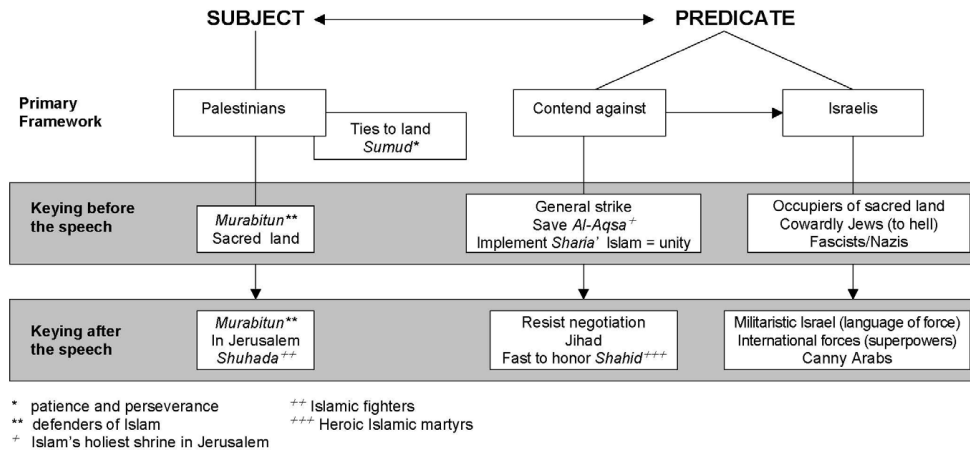 SUBJECT
PREDICATE
Primary
Framework
Palestinians
Ties to land
Sumud*
Contend against
Israelis
Keying before
the speech
Murabitun**
Sacred land
General strike
Save Al-Aqsa+
Implement Sharia' Islam = unity
Occupiers of sacred land
Cowardly Jews (to hell)
Fascists/Nazis
Keying after
the speech
Murabitun**
In Jerusalem
Shuhada++
Resist negotiation
Jihad
Fast to honor Shahid+++
Militaristic Israel (language of force)
International forces (superpowers)
Canny Arabs
* patience and perseverance
** defenders of Islam
+ Islam's holiest shrine in Jerusalem
++ Islamic fighters
+++ Heroic Islamic martyrs